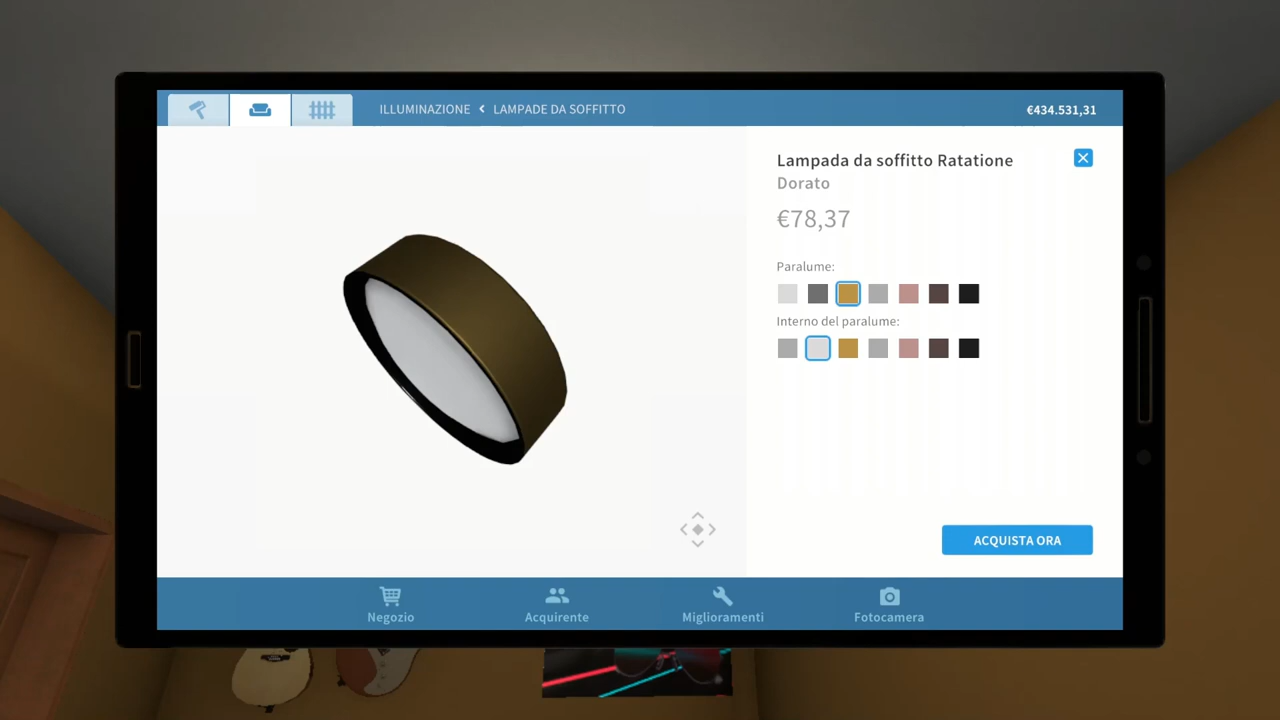 ILLUMINAZIONE < LAMPADE DA SOFFITTO
€434.531,31
Lampada da soffitto Ratatione
Dorato
€78,37
Paralume:
Interno del paralume:
ACQUISTA ORA
Negozio
Acquirente
Miglioramenti
Fotocamera